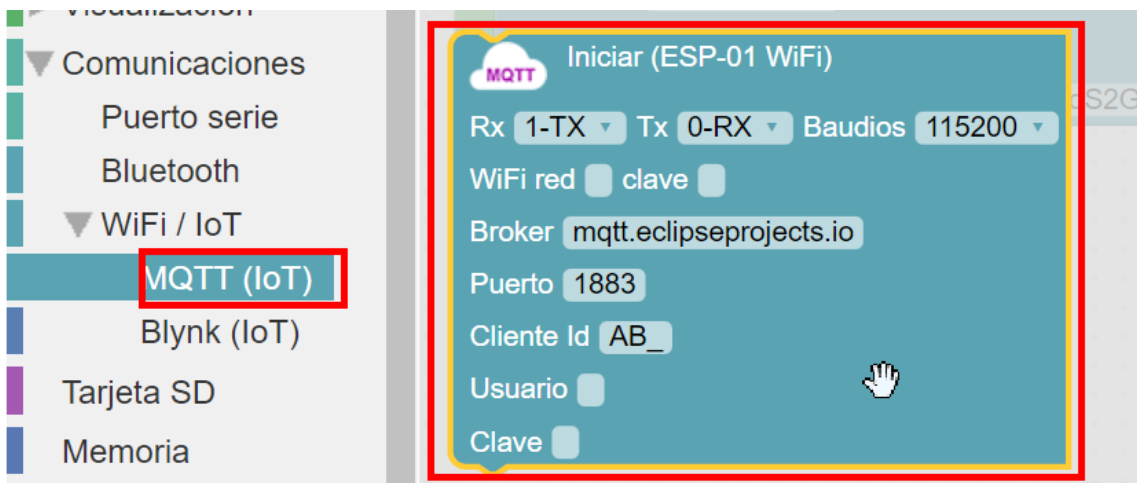 Visualización
Comunicaciones
Puerto serie
Bluetooth
WiFi / IoT
MQTT (IoT)
Blynk (IoT)
Tarjeta SD
Memoria
MQTT
Iniciar (ESP-01 WiFi)
Rx 1-TX Tx 0-RX Baudios 115200
WiFi red clave
Broker mqtt.eclipseprojects.io
Puerto 1883
Cliente Id AB_
Usuario
Clave